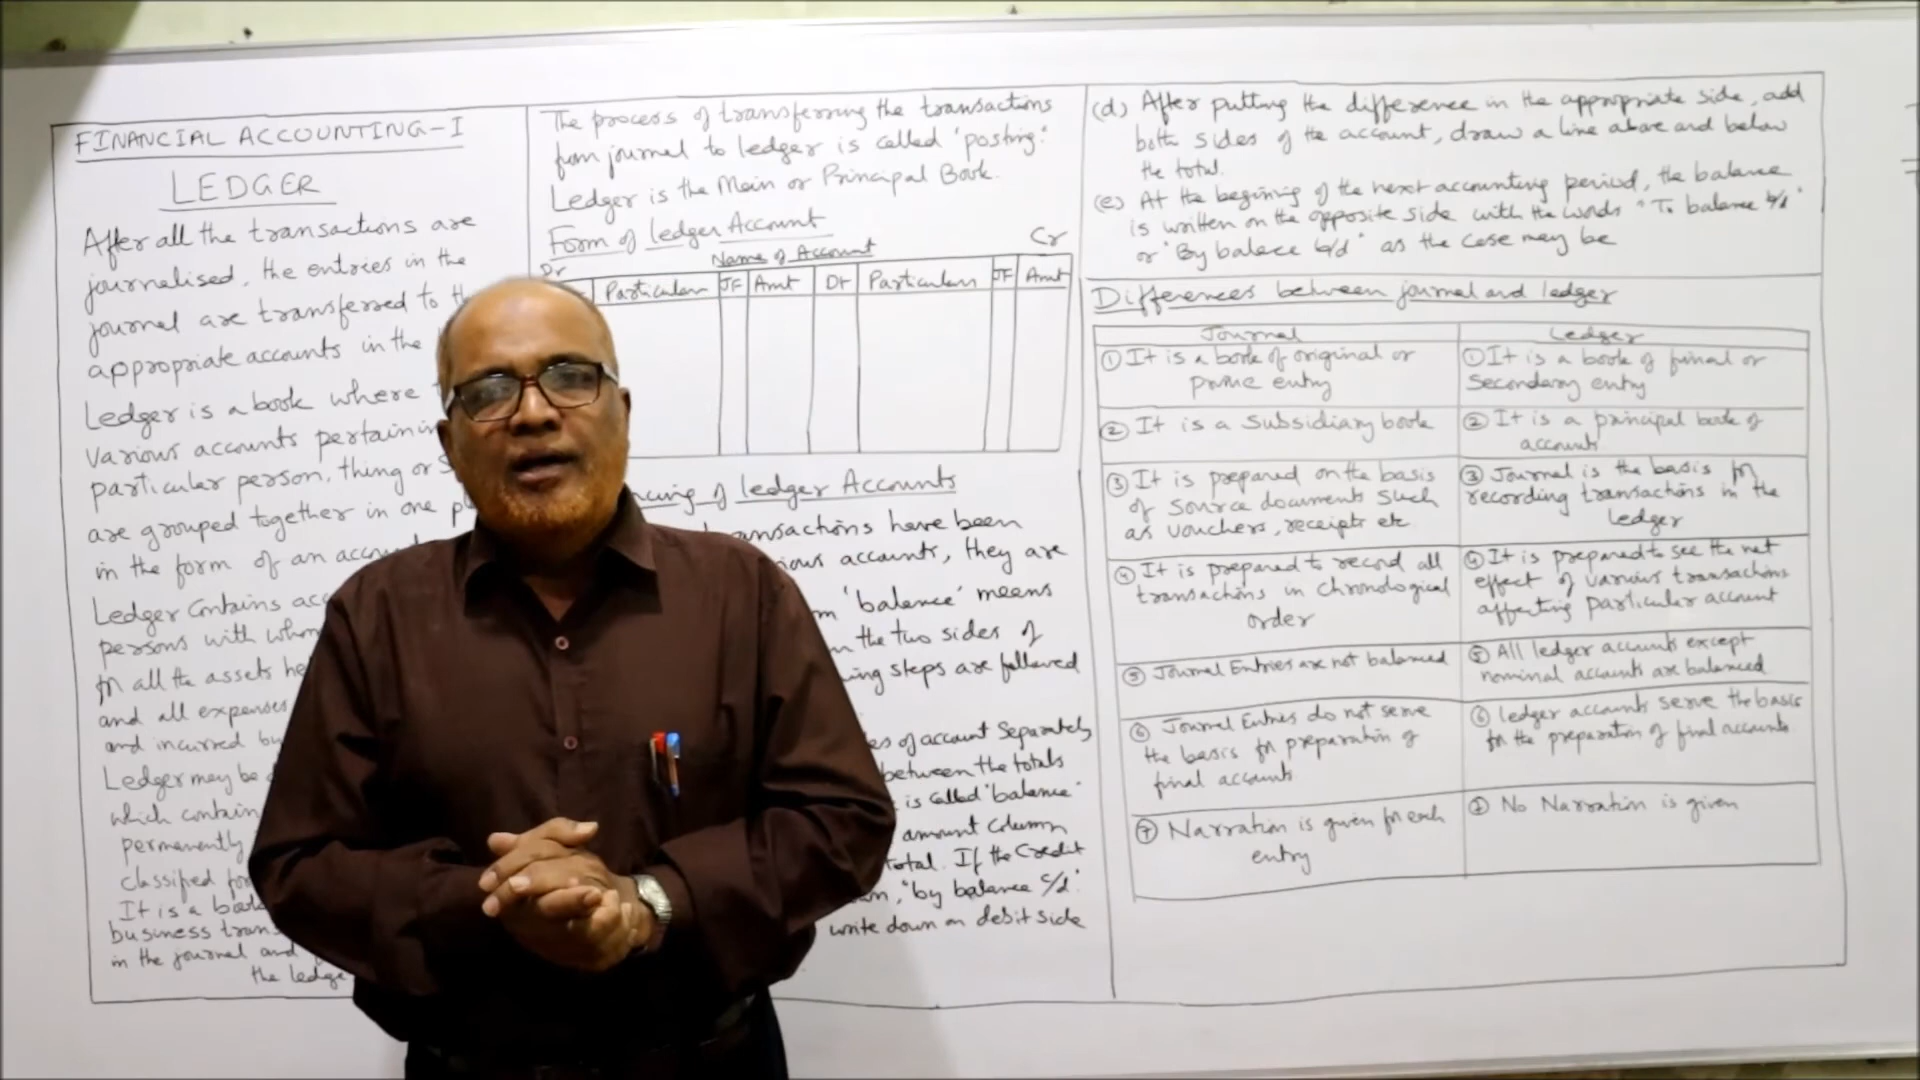 FINANCIAL ACCOUNTING-I
LEDGER
After all the transactions are
journalised, the entries in the
journal are transferred to
appropriate accounts in the
Ledger is a book where
various accounts pertainin
particular person, thing or
are grouped together in one
in the form of an accou
Ledger Contains acc
persons with whom
for all the assets he
and all expenses
and incurred by
Ledger may be
which contain
permanently
classified for
It is a book
business trans
in the journal and
the ledge
The process of transferring the transactions
from journal to ledger is called 'posting'.
Ledger is the Main or Principal Book.
Form of ledger Account
Name of Account
Dr
Cr
Particulars JF Amt Dt Particulars JF Amt
ncing of ledger Accounts
ansactions have been
ious accounts, they are
'balance' means
the two sides of
ing steps are followed
of account Separately
between the totals
is called 'balance'
amount column
total. If the Credit
"by balance c/d".
write down on debit side
(d) After putting the difference in the appropriate side, add
both sides of the account, draw a line above and below
the total.
(e) At the begining of the next accounting period, the balance
is written on the opposite side with the words "To balance b/d"
or "By balace b/d" as the case may be
Differences between journal and ledger
Journal
① It is a book of original or
prime entry
② It is a Subsidiary book
③ It is prepared on the basis
of source documents such
as vouchers, receipts etc
④ It is prepared to record all
transactions in chronological
order
⑤ Journal Entries are not balanced
⑥ Journal Entries do not serve
the basis for preparation of
final accounts
⑦ Narration is given for each
entry
Ledger
① It is a book of final or
Secondary entry
② It is a principal book of
accounts
③ Journal is the basis for
recording transactions in the
ledger
④ It is prepared to see the net
effect of various transactions
affecting particular account
⑤ All ledger accounts except
nominal accounts are balanced
⑥ ledger accounts serve the basis
for the preparation of final accounts
⑦ No Narration is given